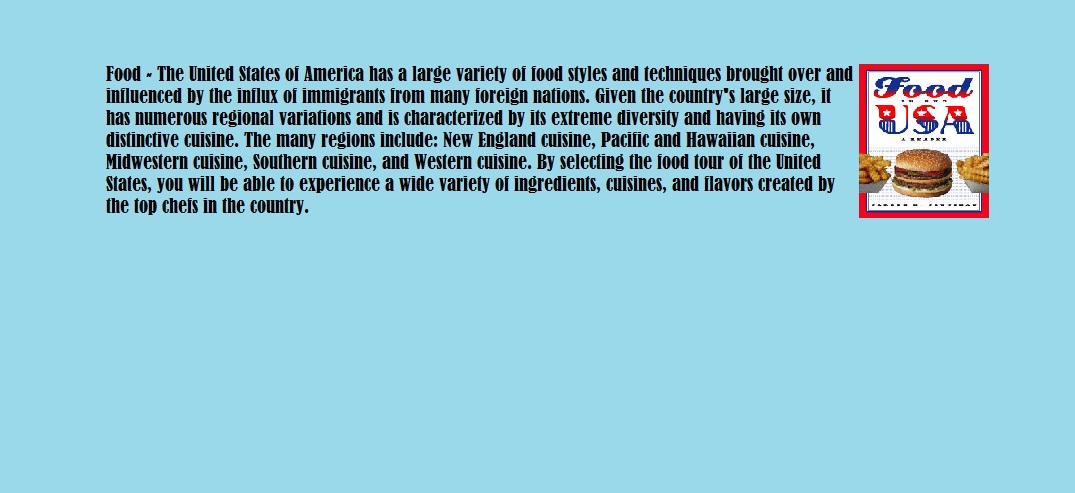 Food - The United States of America has a large variety of food styles and techniques brought over and
influenced by the influx of immigrants from many foreign nations. Given the country"s large size, it
has numerous regional variations and is characterized by its extreme diversity and having its own
distinctive cuisine. The many regions include: New England cuisine, Pacific and Hawaiian cuisine,
Midwestern cuisine, Southern cuisine, and Western cuisine. By selecting the food tour of the United
States, you will be able to experience a wide variety of ingredients, cuisines, and flavors created by
the top chefs in the country.
Food
IN THE
USA
A READER